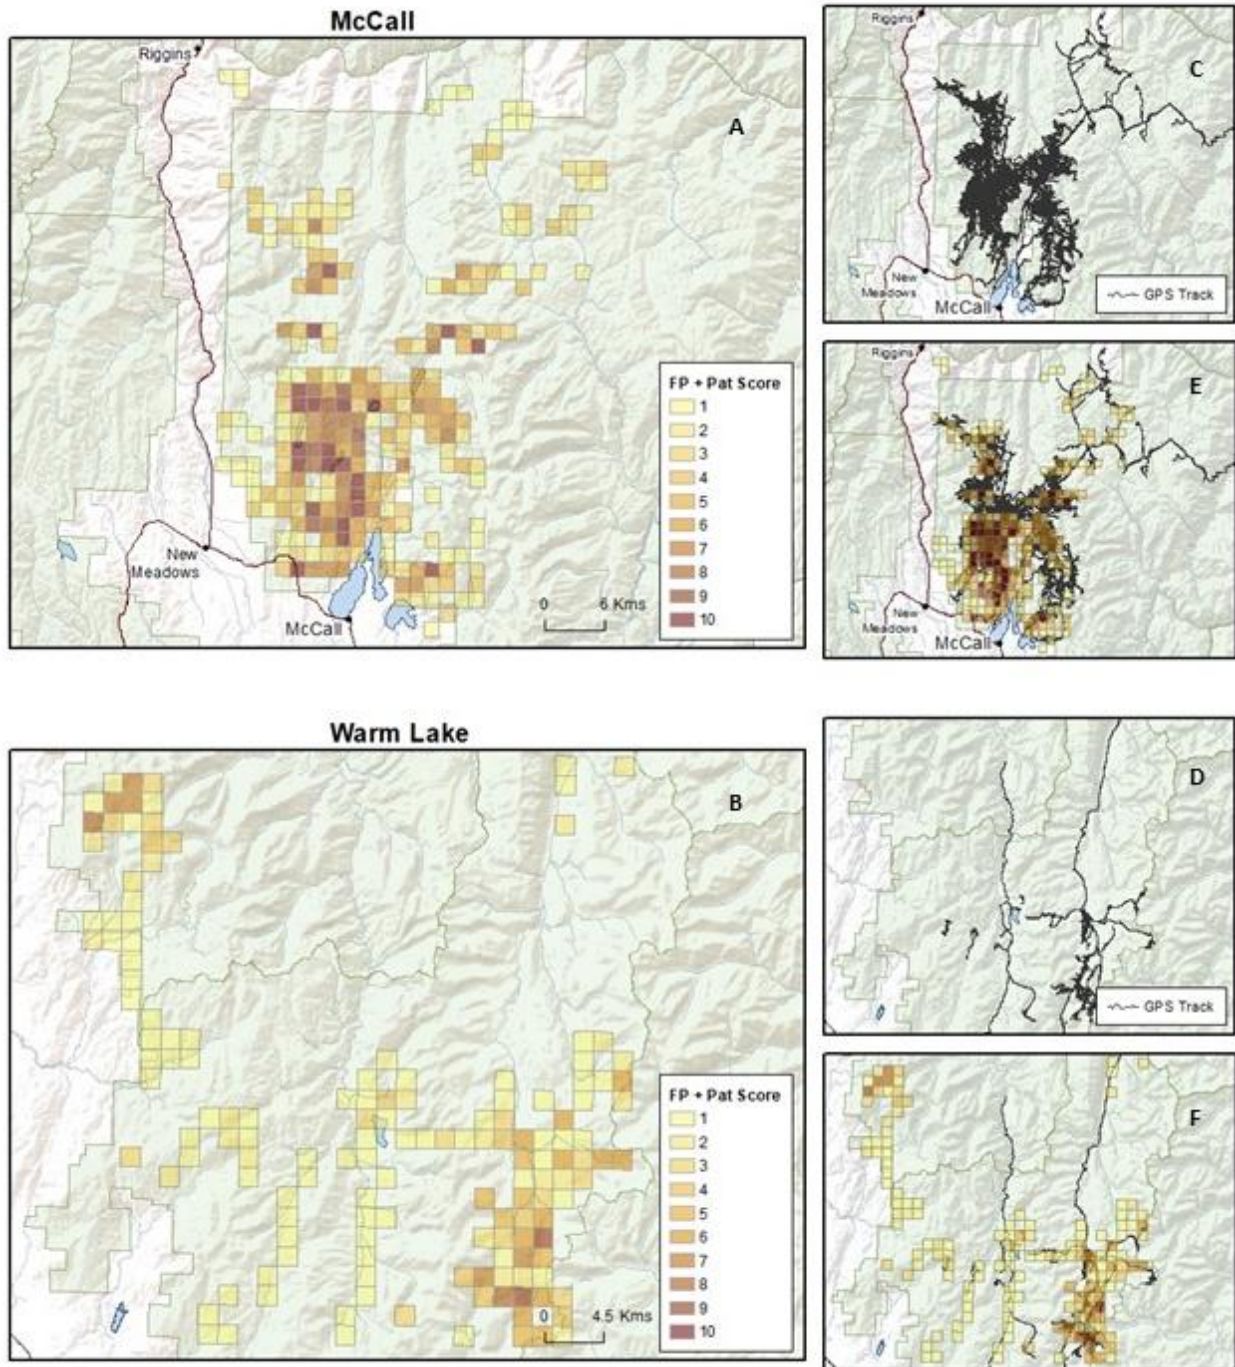 McCall
Riggins
A
New
Meadows
McCall
0 6 Kms
FP + Pat Score
1
2
3
4
5
6
7
8
9
10
Riggins
C
New
Meadows
McCall
GPS Track
Riggins
E
New
Meadows
McCall
Warm Lake
B
0 4.5 Kms
FP + Pat Score
1
2
3
4
5
6
7
8
9
10
D
GPS Track
F